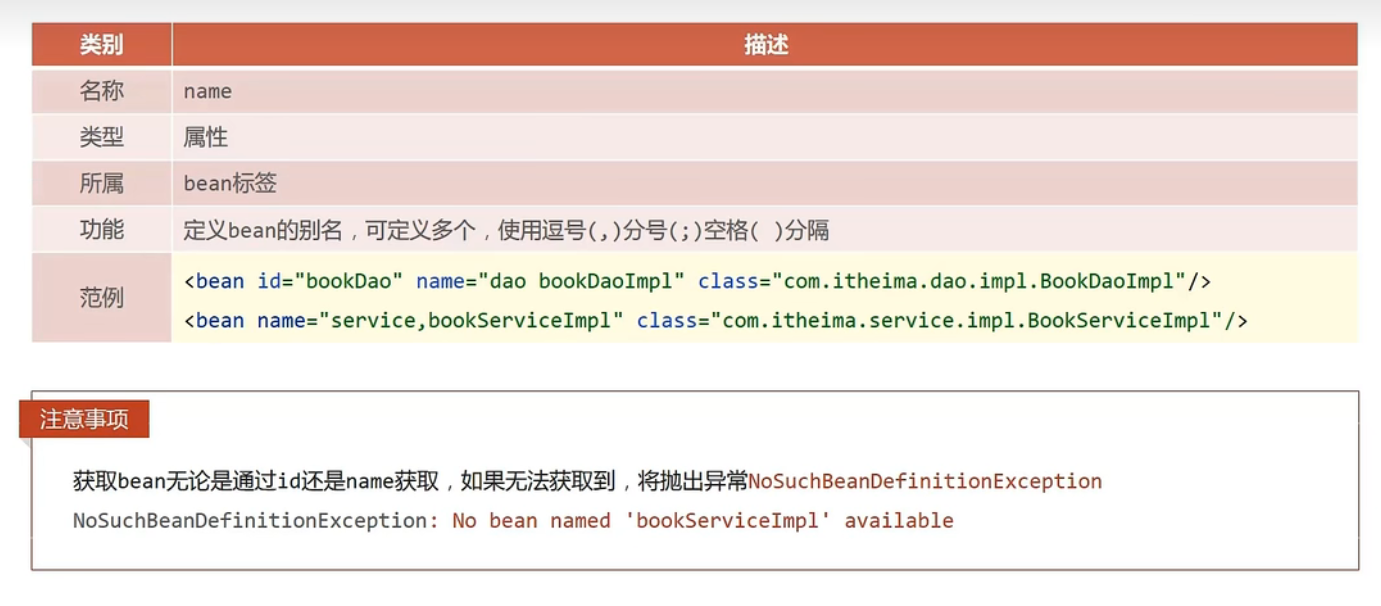 类别 描述
名称 name
类型 属性
所属 bean标签
功能 定义bean的别名，可定义多个，使用逗号(,)分号(;)空格( )分隔
范例
<bean id="bookDao" name="dao bookDaoImpl" class="com.itheima.dao.impl.BookDaoImpl"/>
<bean name="service,bookServiceImpl" class="com.itheima.service.impl.BookServiceImpl"/>
注意事项
获取bean无论是通过id还是name获取，如果无法获取到，将抛出异常NoSuchBeanDefinitionException
NoSuchBeanDefinitionException: No bean named 'bookServiceImpl' available